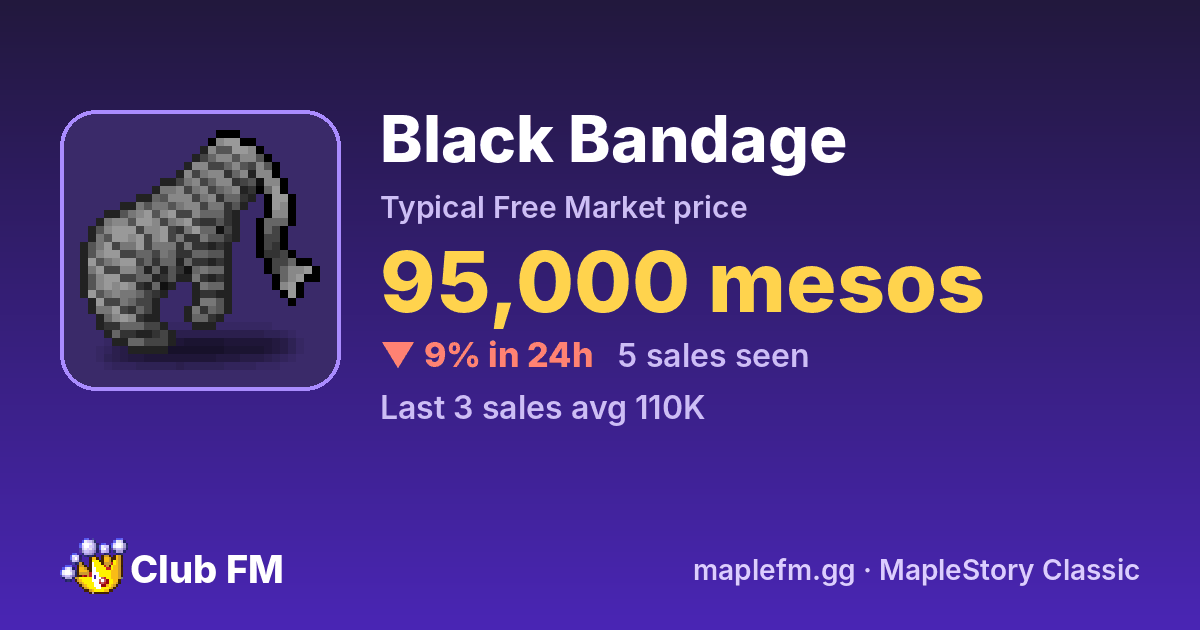 Black Bandage
Typical Free Market price
95,000 mesos
▼ 9% in 24h 5 sales seen
Last 3 sales avg 110K
Club FM
maplefm.gg · MapleStory Classic